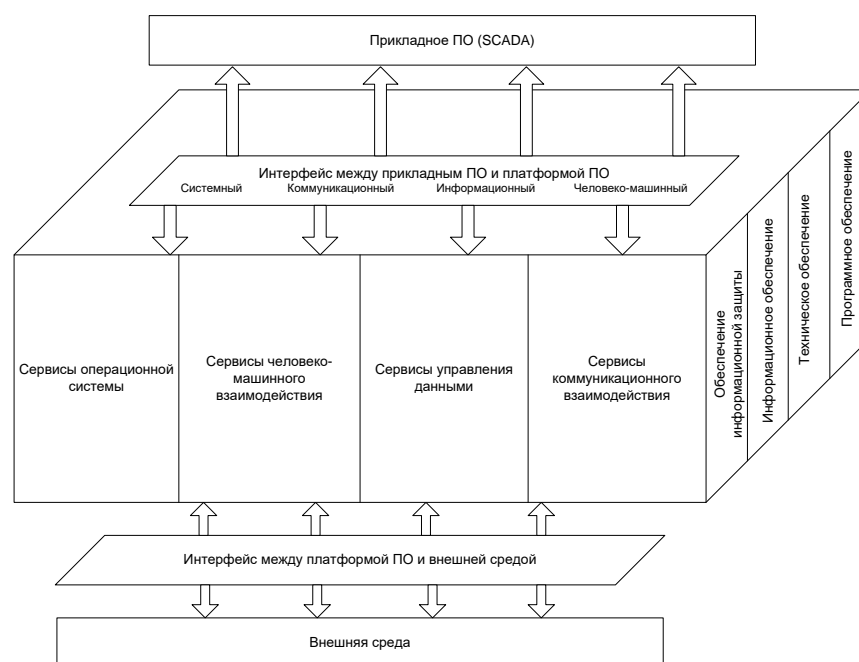 Прикладное ПО (SCADA)
Интерфейс между прикладным ПО и платформой ПО
Системный
Коммуникационный
Информационный
Человеко-машинный
Сервисы операционной
системы
Сервисы человеко-
машинного
взаимодействия
Сервисы управления
данными
Сервисы
коммуникационного
взаимодействия
Обеспечение
информационной защиты
Информационное обеспечение
Техническое обеспечение
Программное обеспечение
Интерфейс между платформой ПО и внешней средой
Внешняя среда